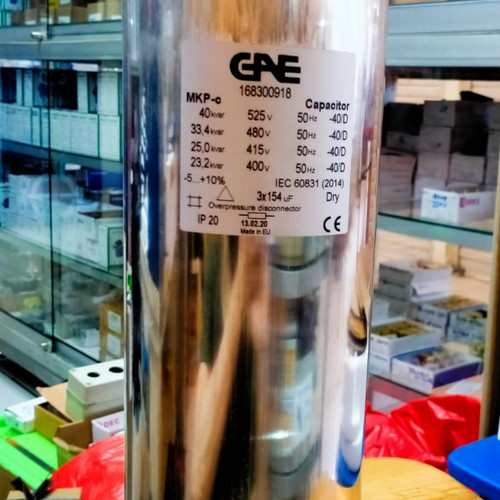 GAE
168300918
MKP-c Capacitor
40 kvar 525 V 50 Hz -40/D
33,4 kvar 480 V 50 Hz -40/D
25,0 kvar 415 V 50 Hz -40/D
23,2 kvar 400 V 50 Hz -40/D
-5...+10% IEC 60831 (2014)
3x154 uF Dry
Overpressure disconnector
IP 20 13.02.20 CE
Made in EU